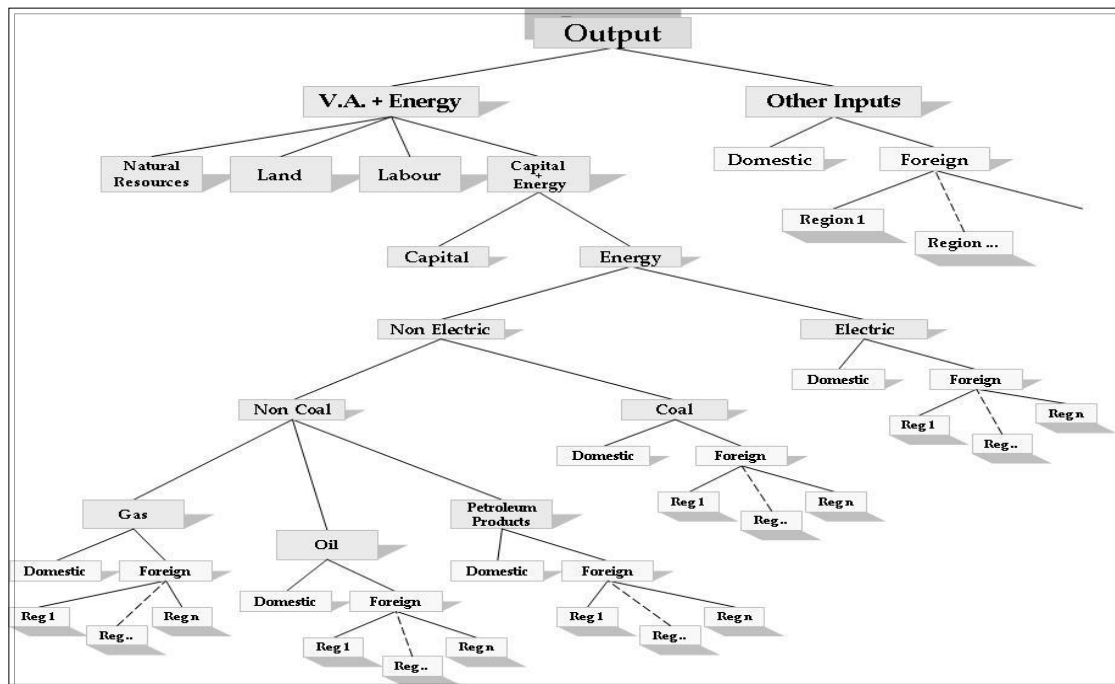 Output
V.A. + Energy
Other Inputs
Natural
Resources
Land
Labour
Capital
+
Energy
Domestic
Foreign
Region 1
Region ...
Capital
Energy
Non Electric
Electric
Domestic
Foreign
Reg 1
Reg..
Reg n
Non Coal
Coal
Domestic
Foreign
Reg 1
Reg..
Reg n
Gas
Oil
Petroleum
Products
Domestic
Foreign
Reg 1
Reg..
Reg n
Domestic
Foreign
Reg 1
Reg..
Reg n
Domestic
Foreign
Reg 1
Reg..
Reg n